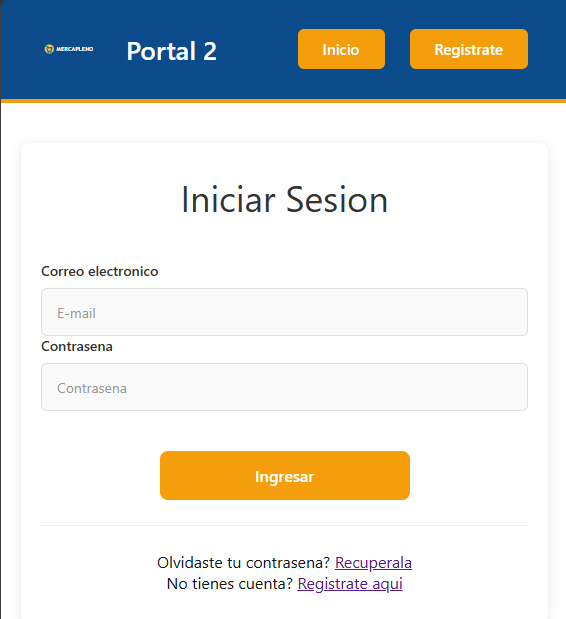 MERCAPLENO
Portal 2
Inicio
Registrate
Iniciar Sesion
Correo electronico
E-mail
Contrasena
Contrasena
Ingresar
Olvidaste tu contrasena? Recuperala
No tienes cuenta? Registrate aqui